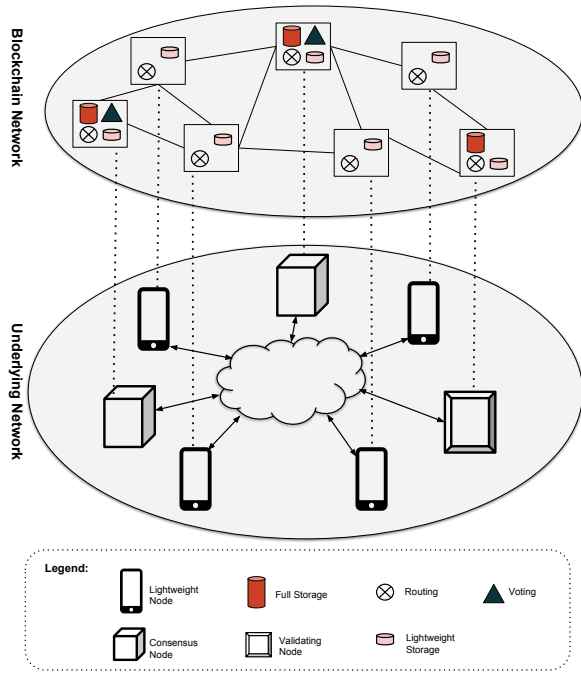 Blockchain Network
Underlying Network
Legend:
Lightweight
Node
Full Storage
Routing
Voting
Consensus
Node
Validating
Node
Lightweight
Storage